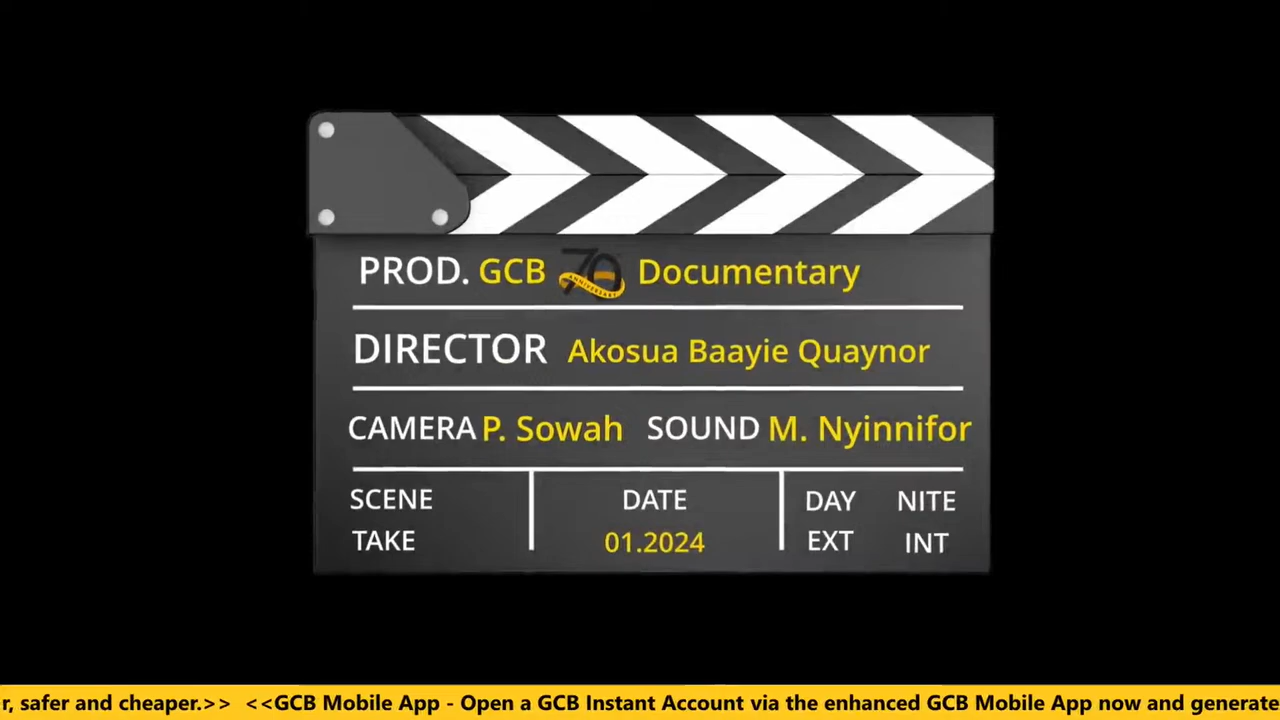 PROD. GCB 70 ANNIVERSARY Documentary
DIRECTOR Akosua Baayie Quaynor
CAMERA P. Sowah SOUND M. Nyinnifor
SCENE DATE DAY NITE
TAKE 01.2024 EXT INT
r, safer and cheaper.>> <<GCB Mobile App - Open a GCB Instant Account via the enhanced GCB Mobile App now and generate